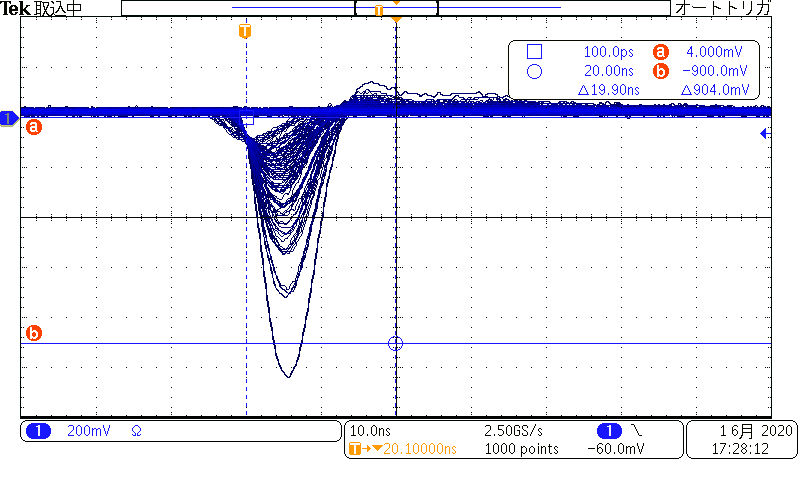 Tek 取込中 オートトリガ
T
T
100.0ps a 4.000mV
20.00ns b -900.0mV
△19.90ns △904.0mV
1
a
b
1 200mV Ω 10.0ns 2.50GS/s 1 -60.0mV 1 6月 2020
T→▼20.10000ns 1000 points 17:28:12